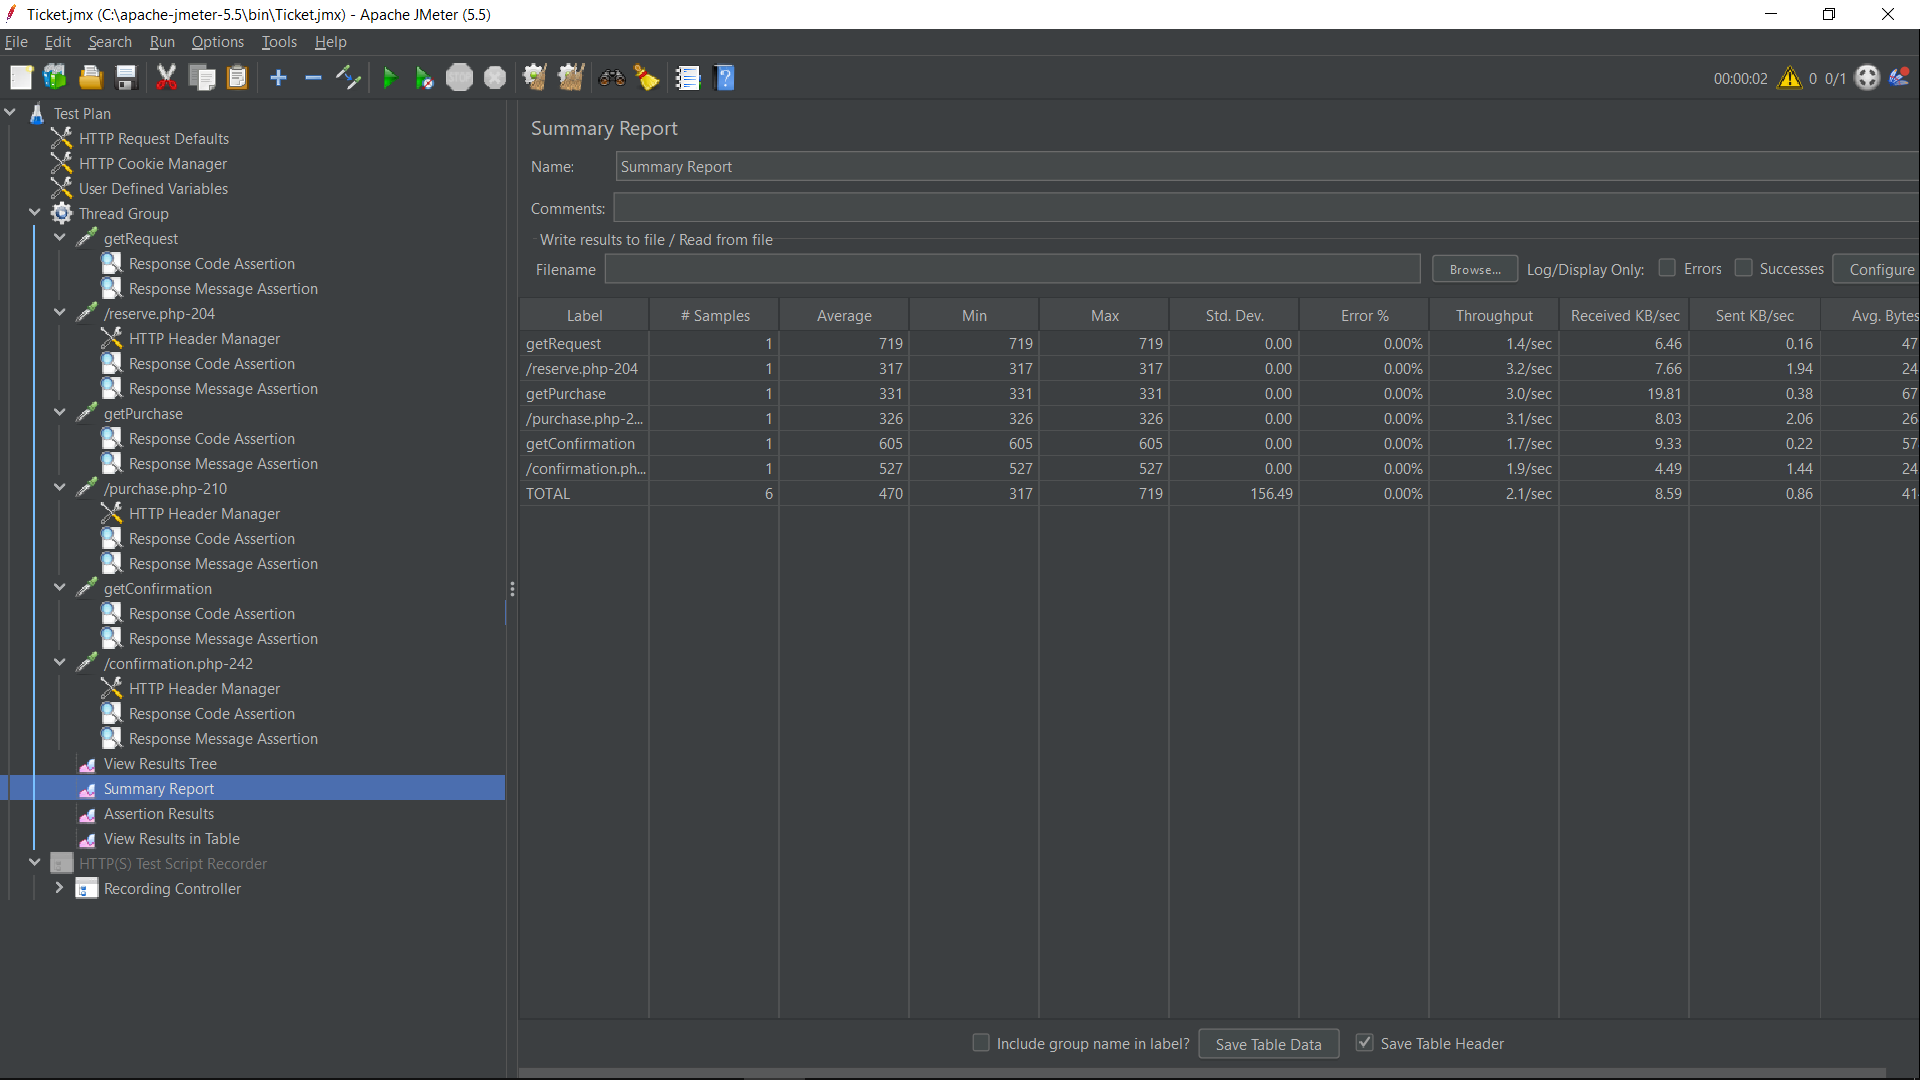 Ticket.jmx (C:\apache-jmeter-5.5\bin\Ticket.jmx) - Apache JMeter (5.5)
File Edit Search Run Options Tools Help
STOP
00:00:02 0 0/1
Test Plan
HTTP Request Defaults
HTTP Cookie Manager
User Defined Variables
Thread Group
getRequest
Response Code Assertion
Response Message Assertion
/reserve.php-204
HTTP Header Manager
Response Code Assertion
Response Message Assertion
getPurchase
Response Code Assertion
Response Message Assertion
/purchase.php-210
HTTP Header Manager
Response Code Assertion
Response Message Assertion
getConfirmation
Response Code Assertion
Response Message Assertion
/confirmation.php-242
HTTP Header Manager
Response Code Assertion
Response Message Assertion
View Results Tree
Summary Report
Assertion Results
View Results in Table
HTTP(S) Test Script Recorder
Recording Controller
Summary Report
Name: Summary Report
Comments:
Write results to file / Read from file
Filename Browse... Log/Display Only: Errors Successes Configure
Label # Samples Average Min Max Std. Dev. Error % Throughput Received KB/sec Sent KB/sec Avg. Bytes
getRequest 1 719 719 719 0.00 0.00% 1.4/sec 6.46 0.16 47
/reserve.php-204 1 317 317 317 0.00 0.00% 3.2/sec 7.66 1.94 24
getPurchase 1 331 331 331 0.00 0.00% 3.0/sec 19.81 0.38 67
/purchase.php-2... 1 326 326 326 0.00 0.00% 3.1/sec 8.03 2.06 26
getConfirmation 1 605 605 605 0.00 0.00% 1.7/sec 9.33 0.22 57
/confirmation.ph... 1 527 527 527 0.00 0.00% 1.9/sec 4.49 1.44 24
TOTAL 6 470 317 719 156.49 0.00% 2.1/sec 8.59 0.86 41
Include group name in label? Save Table Data Save Table Header